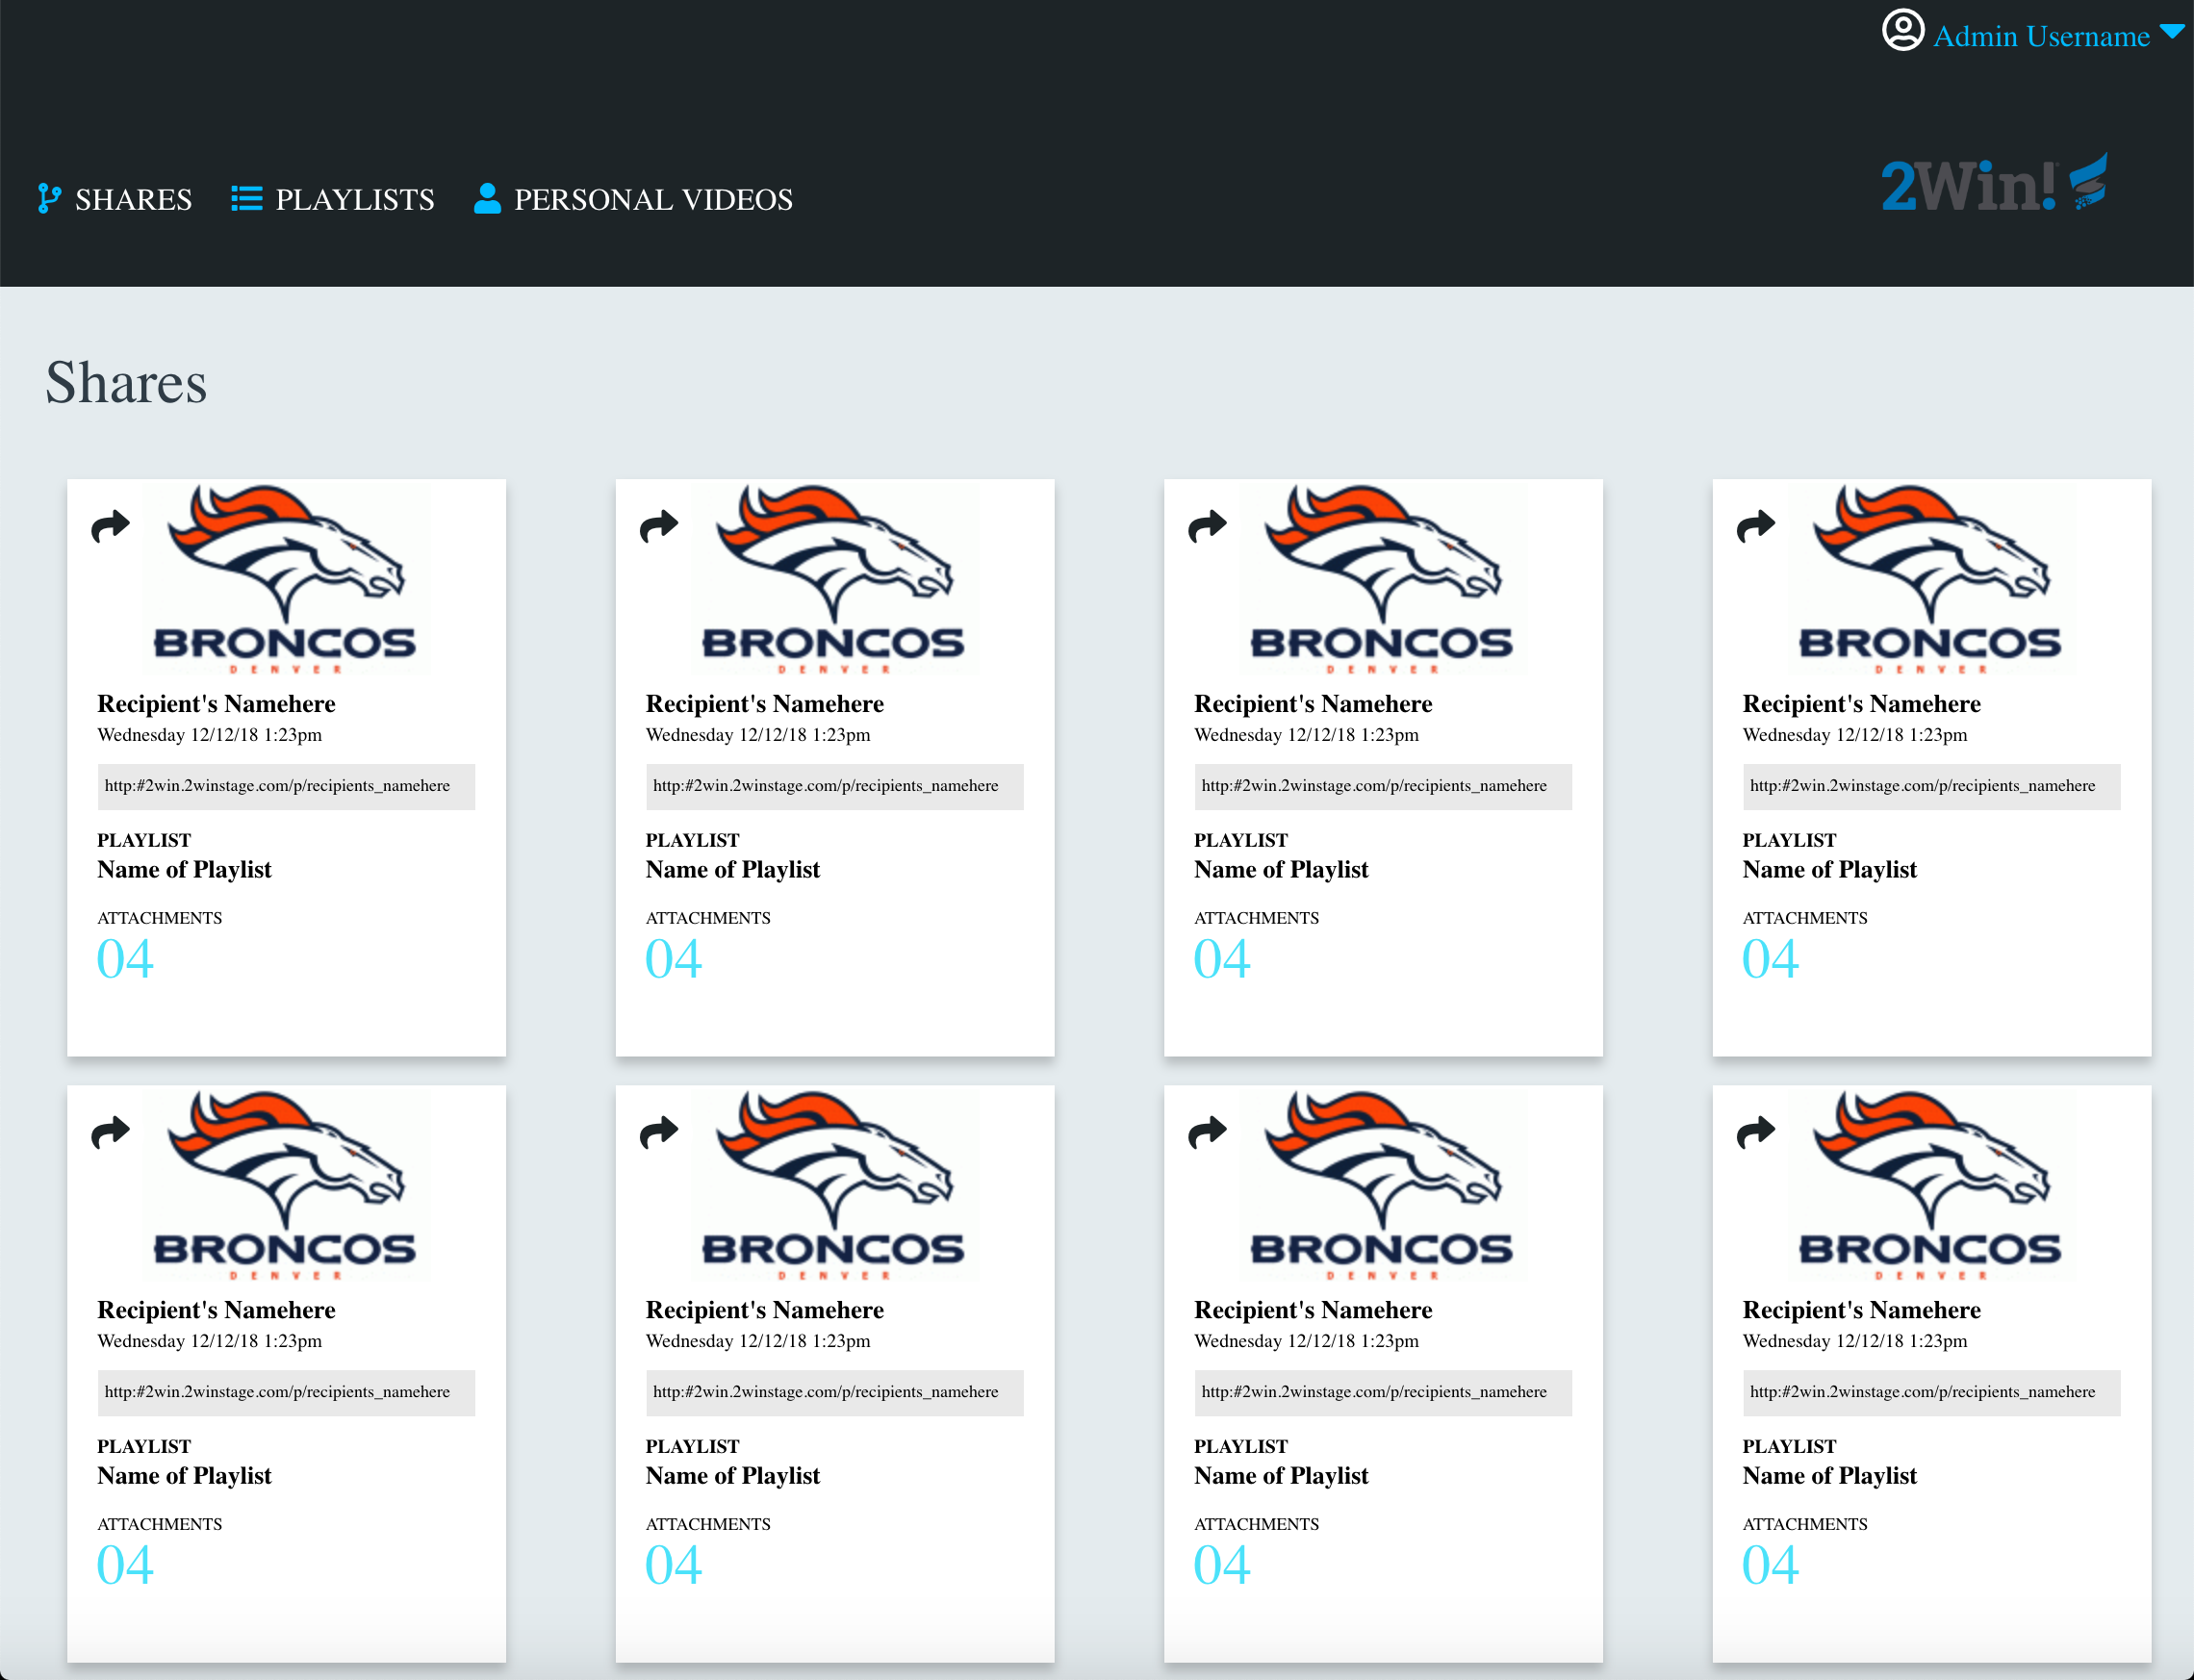 Admin Username
SHARES PLAYLISTS PERSONAL VIDEOS 2Win!
Shares
BRONCOS BRONCOS BRONCOS BRONCOS
DENVER DENVER DENVER DENVER
Recipient's Namehere Recipient's Namehere Recipient's Namehere Recipient's Namehere
Wednesday 12/12/18 1:23pm Wednesday 12/12/18 1:23pm Wednesday 12/12/18 1:23pm Wednesday 12/12/18 1:23pm
http:#2win.2winstage.com/p/recipients_namehere http:#2win.2winstage.com/p/recipients_namehere http:#2win.2winstage.com/p/recipients_namehere http:#2win.2winstage.com/p/recipients_namehere
PLAYLIST PLAYLIST PLAYLIST PLAYLIST
Name of Playlist Name of Playlist Name of Playlist Name of Playlist
ATTACHMENTS ATTACHMENTS ATTACHMENTS ATTACHMENTS
04 04 04 04
BRONCOS BRONCOS BRONCOS BRONCOS
DENVER DENVER DENVER DENVER
Recipient's Namehere Recipient's Namehere Recipient's Namehere Recipient's Namehere
Wednesday 12/12/18 1:23pm Wednesday 12/12/18 1:23pm Wednesday 12/12/18 1:23pm Wednesday 12/12/18 1:23pm
http:#2win.2winstage.com/p/recipients_namehere http:#2win.2winstage.com/p/recipients_namehere http:#2win.2winstage.com/p/recipients_namehere http:#2win.2winstage.com/p/recipients_namehere
PLAYLIST PLAYLIST PLAYLIST PLAYLIST
Name of Playlist Name of Playlist Name of Playlist Name of Playlist
ATTACHMENTS ATTACHMENTS ATTACHMENTS ATTACHMENTS
04 04 04 04